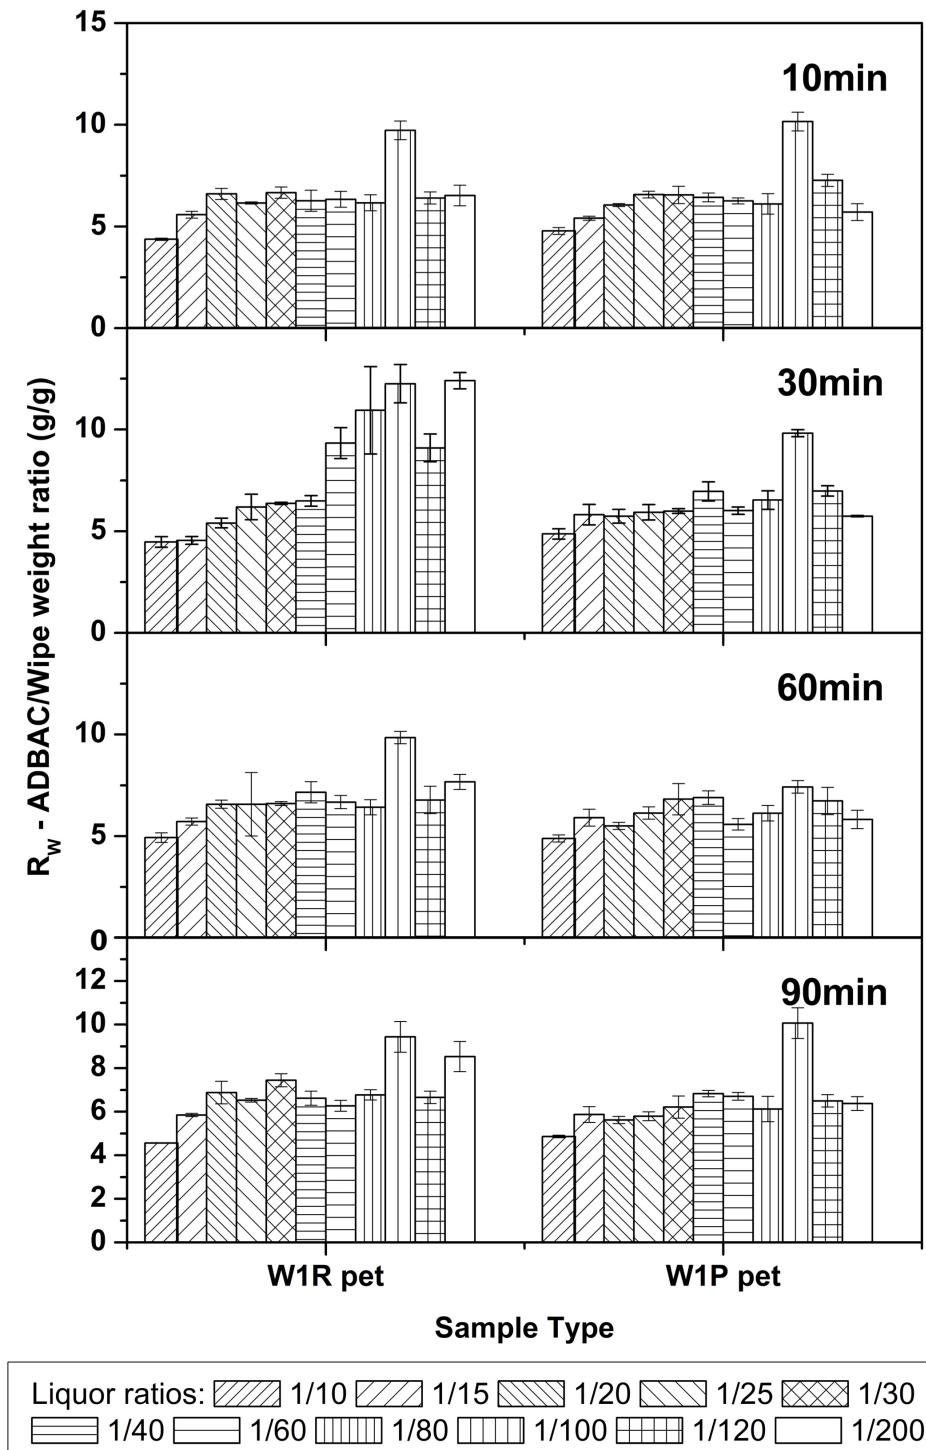 15
10min
10
5
0
30min
10
5
0
60min
10
5
0
90min
12
10
8
6
4
2
0
R_W - ADBAC/Wipe weight ratio (g/g)
W1R pet W1P pet
Sample Type
Liquor ratios: 1/10 1/15 1/20 1/25 1/30
1/40 1/60 1/80 1/100 1/120 1/200